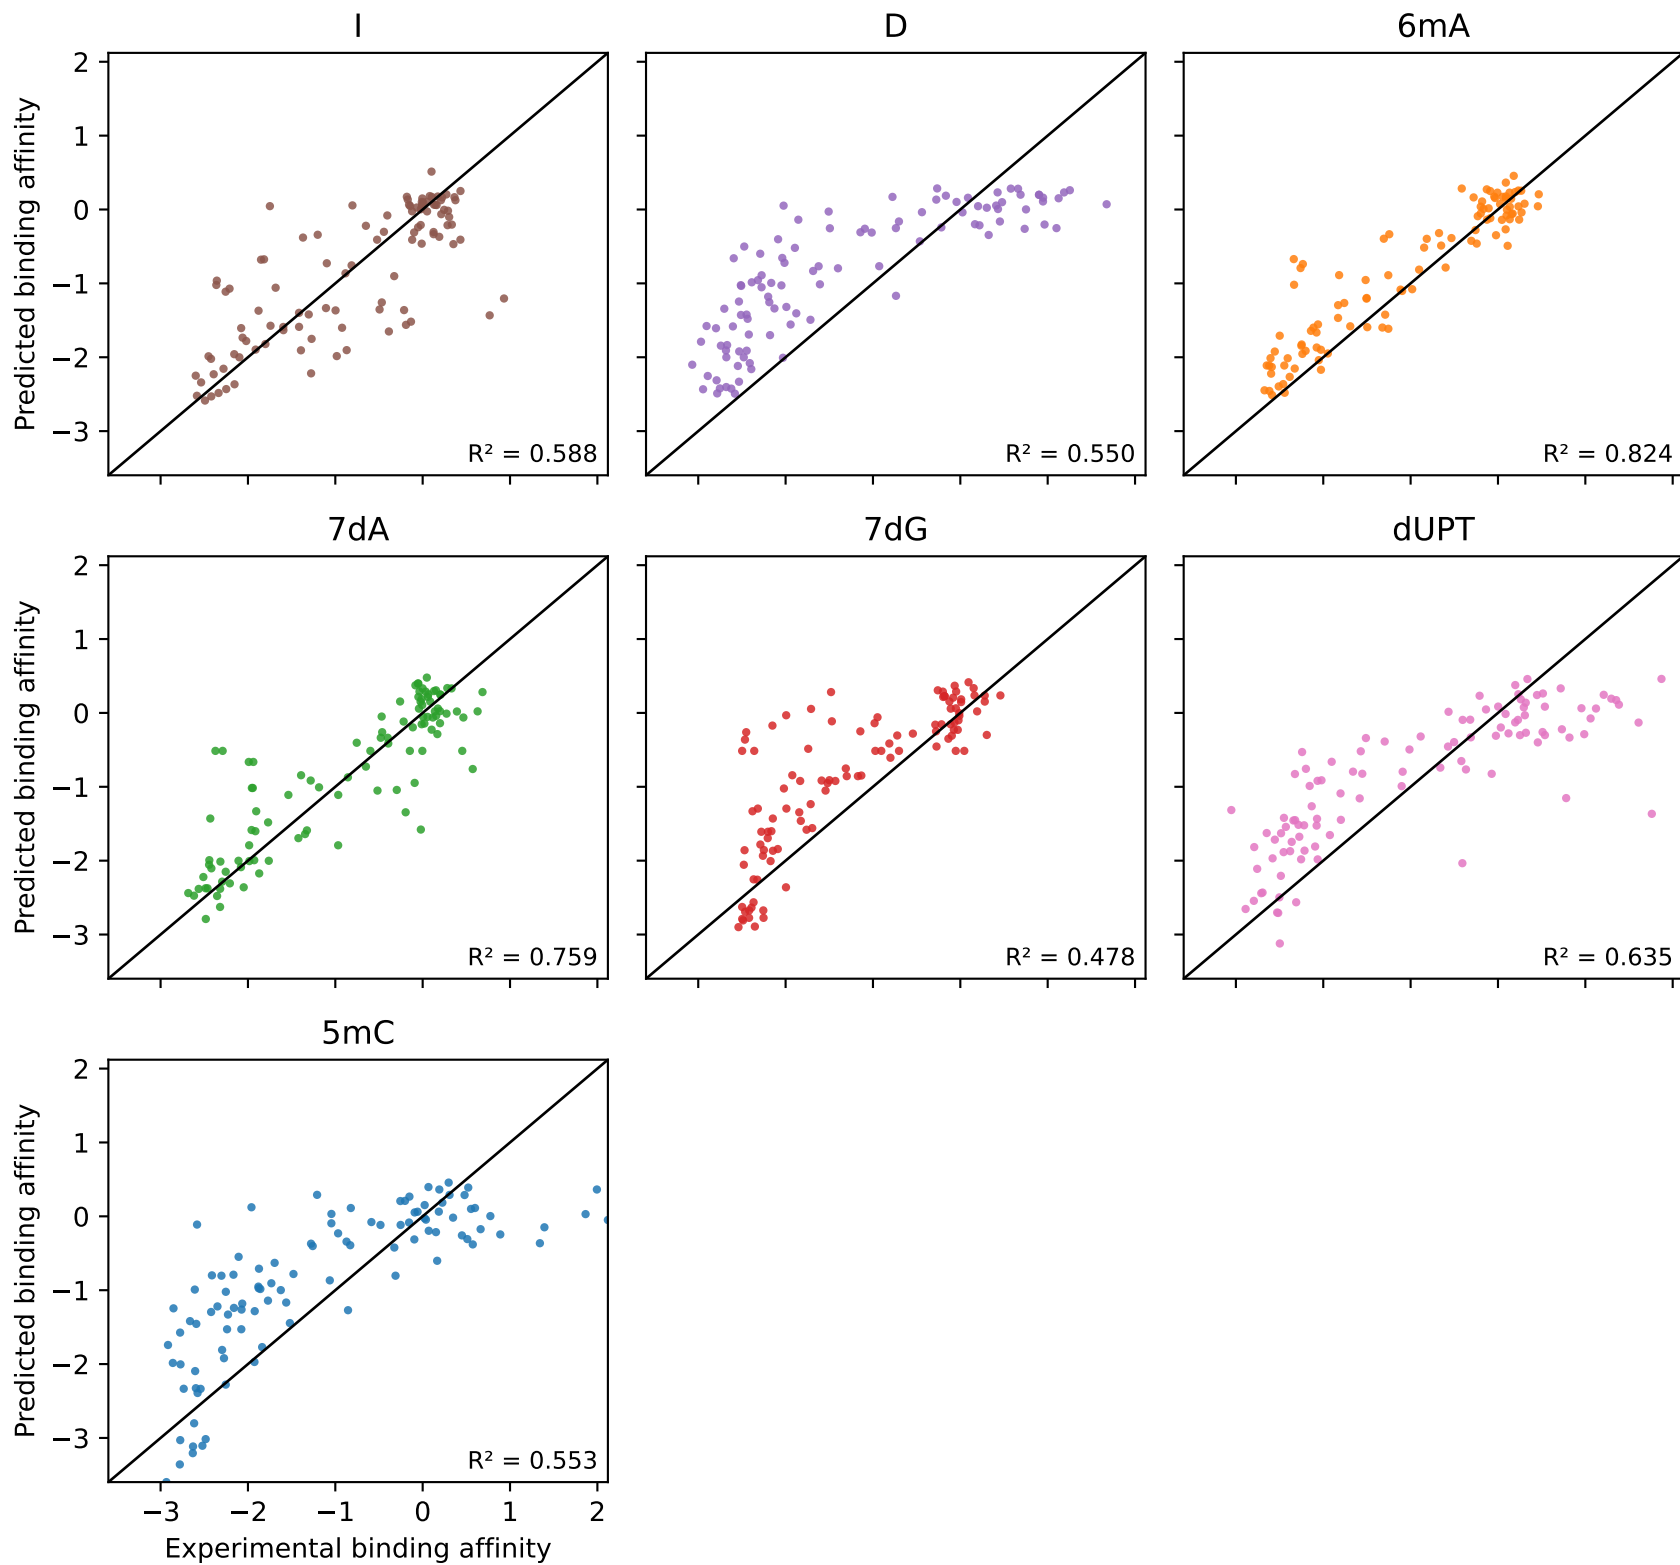 I
D
6mA
Predicted binding affinity
2
1
0
−1
−2
−3
R² = 0.588
R² = 0.550
R² = 0.824
7dA
7dG
dUPT
Predicted binding affinity
2
1
0
−1
−2
−3
R² = 0.759
R² = 0.478
R² = 0.635
5mC
Predicted binding affinity
2
1
0
−1
−2
−3
R² = 0.553
−3 −2 −1 0 1 2
Experimental binding affinity